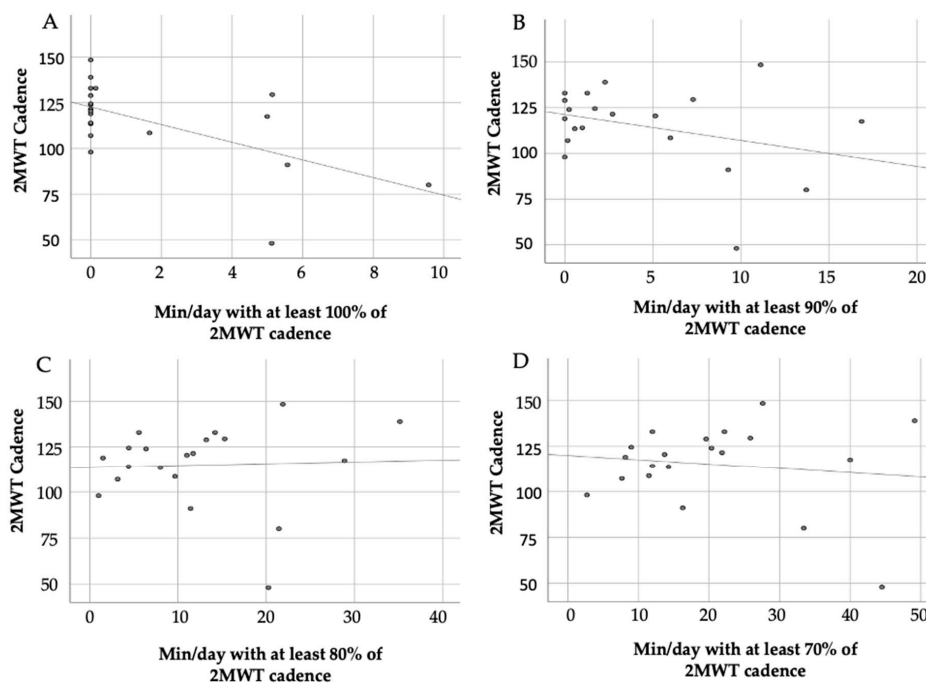 A
2MWT Cadence
150
125
100
75
50
0 2 4 6 8 10
Min/day with at least 100% of
2MWT cadence
B
2MWT Cadence
150
125
100
75
50
0 5 10 15 20
Min/day with at least 90% of
2MWT cadence
C
2MWT Cadence
150
125
100
75
50
0 10 20 30 40
Min/day with at least 80% of
2MWT cadence
D
2MWT Cadence
150
125
100
75
50
0 10 20 30 40 50
Min/day with at least 70% of
2MWT cadence